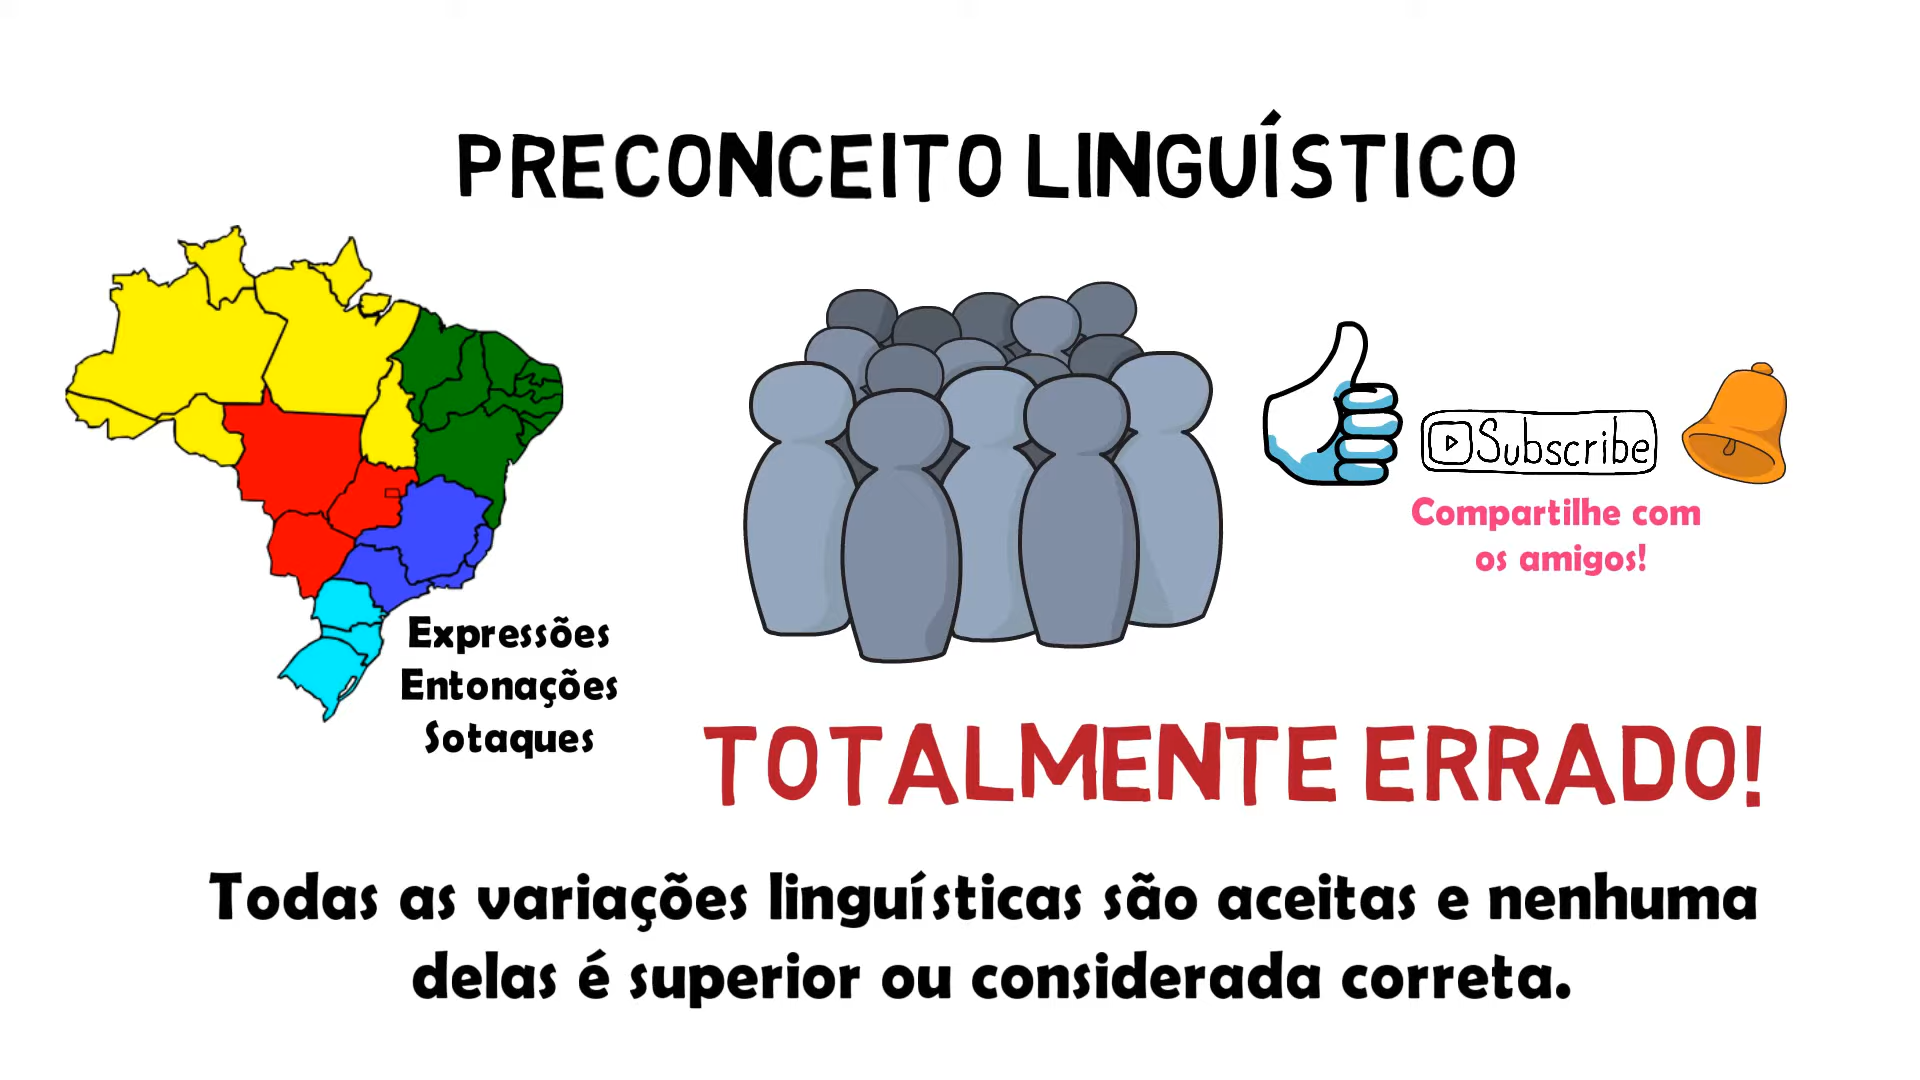 PRECONCEITO LINGUÍSTICO
Subscribe
Compartilhe com
os amigos!
Expressões
Entonações
Sotaques
TOTALMENTE ERRADO!
Todas as variações linguísticas são aceitas e nenhuma
delas é superior ou considerada correta.